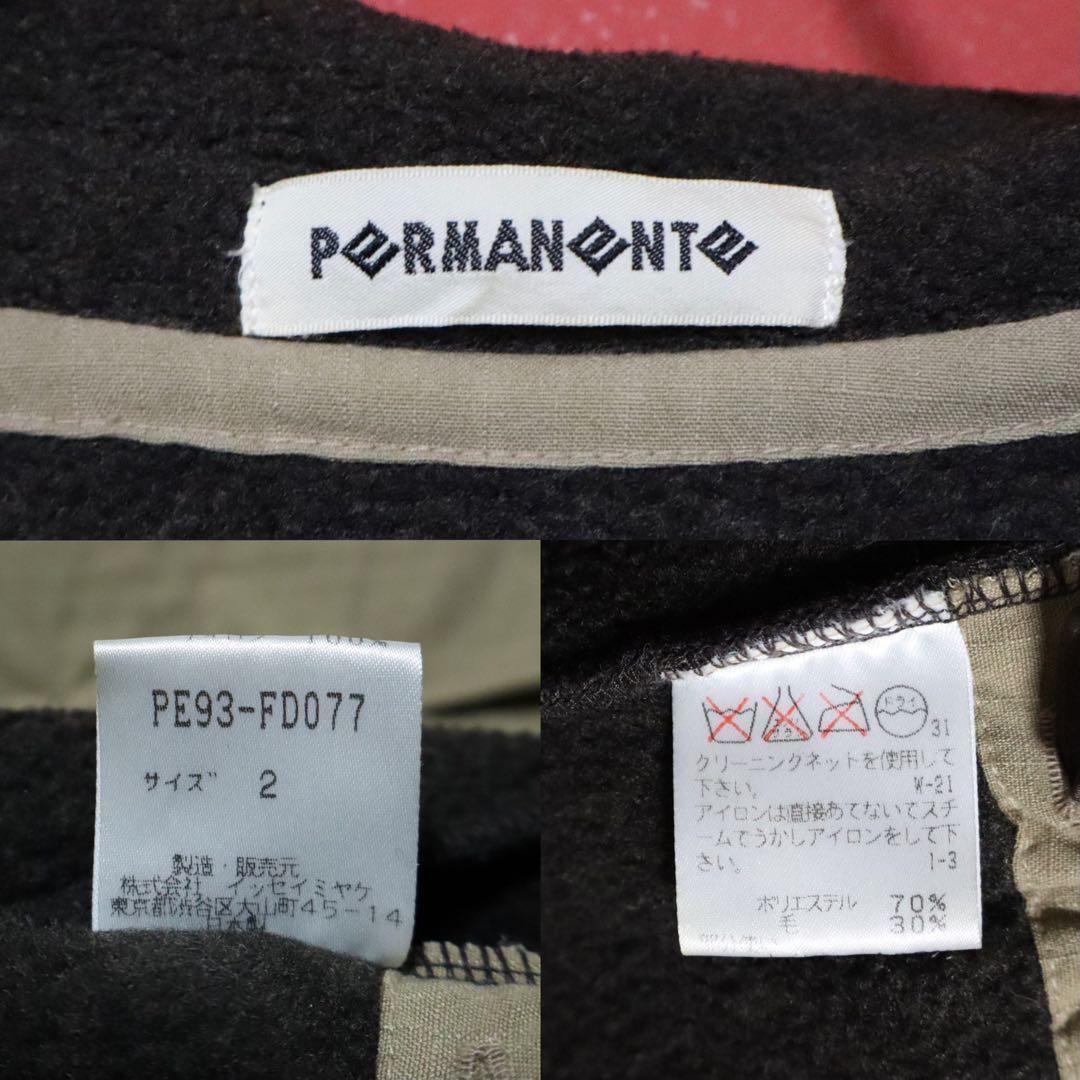 PERMANENTE
100%
PE93-FD077
サイズ 2
製造・販売元
株式会社 イッセイミヤケ
東京都渋谷区大山町45-14
日本製
ドライ
31
クリーニングネットを使用して
下さい。 W-21
アイロンは直接あてないでスチ
ームでうかしアイロンをして下
さい。 I-3
ポリエステル 70%
毛 30%